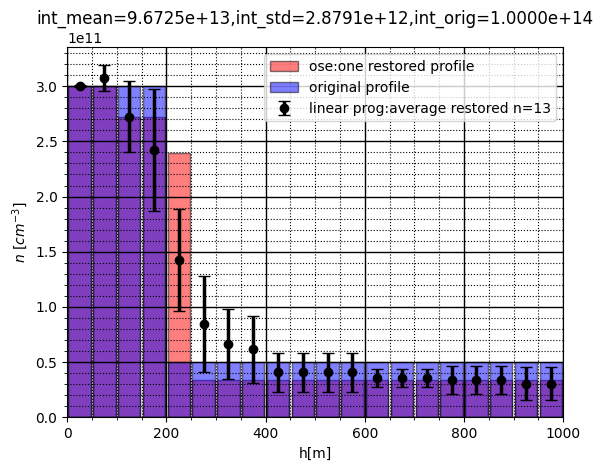 int_mean=9.6725e+13,int_std=2.8791e+12,int_orig=1.0000e+14
1e11
ose:one restored profile
original profile
linear prog:average restored n=13
3.0
2.5
2.0
1.5
1.0
0.5
0.0
n [cm⁻³]
0 200 400 600 800 1000
h[m]